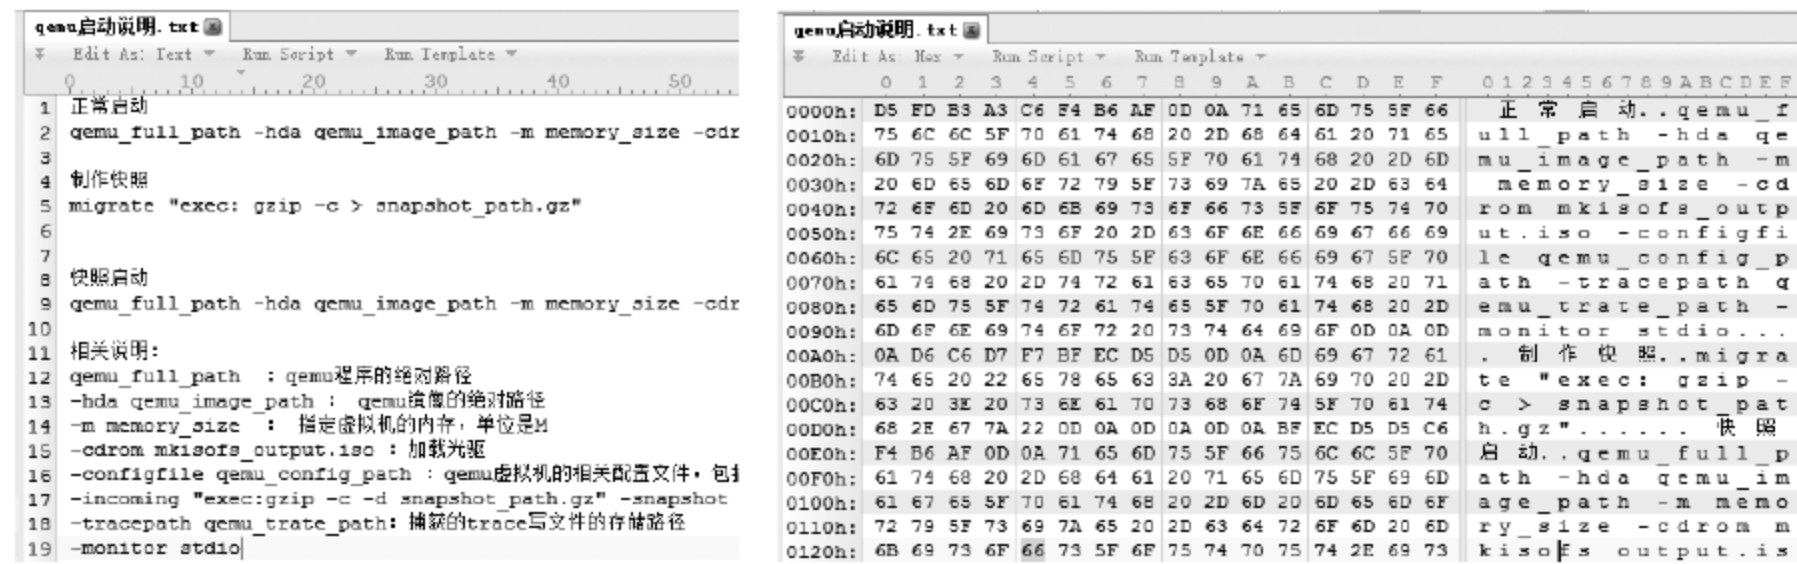 qemu启动说明.txt
Edit As: Text Run Script Run Template
0 10 20 30 40 50
1 正常启动
2 qemu_full_path -hda qemu_image_path -m memory_size -cdr
3
4 制作快照
5 migrate "exec: gzip -c > snapshot_path.gz"
6
7
8 快照启动
9 qemu_full_path -hda qemu_image_path -m memory_size -cdr
10
11 相关说明:
12 qemu_full_path : qemu程序的绝对路径
13 -hda qemu_image_path : qemu镜像的绝对路径
14 -m memory_size : 指定虚拟机的内存，单位是M
15 -cdrom mkisofs_output.iso : 加载光驱
16 -configfile qemu_config_path : qemu虚拟机的相关配置文件，包括
17 -incoming "exec:gzip -c -d snapshot_path.gz" -snapshot
18 -tracepath qemu_trate_path: 捕获的trace写文件的存储路径
19 -monitor stdio
qemu启动说明.txt
Edit As: Hex Run Script Run Template
0 1 2 3 4 5 6 7 8 9 A B C D E F 0123456789ABCDEF
0000h: D5 FD B3 A3 C6 F4 B6 AF 0D 0A 71 65 6D 75 5F 66 正常启动..qemu_f
0010h: 75 6C 6C 5F 70 61 74 68 20 2D 68 64 61 20 71 65 ull_path -hda qe
0020h: 6D 75 5F 69 6D 61 67 65 5F 70 61 74 68 20 2D 6D mu_image_path -m
0030h: 20 6D 65 6D 6F 72 79 5F 73 69 7A 65 20 2D 63 64 memory_size -cd
0040h: 72 6F 6D 20 6D 6B 69 73 6F 66 73 5F 6F 75 74 70 rom mkisofs_outp
0050h: 75 74 2E 69 73 6F 20 2D 63 6F 6E 66 69 67 66 69 ut.iso -configfi
0060h: 6C 65 20 71 65 6D 75 5F 63 6F 6E 66 69 67 5F 70 le qemu_config_p
0070h: 61 74 68 20 2D 74 72 61 63 65 70 61 74 68 20 71 ath -tracepath q
0080h: 65 6D 75 5F 74 72 61 74 65 5F 70 61 74 68 20 2D emu_trate_path -
0090h: 6D 6F 6E 69 74 6F 72 20 73 74 64 69 6F 0D 0A 0D monitor stdio...
00A0h: 0A D6 C6 D7 F7 BF EC D5 D5 0D 0A 6D 69 67 72 61 .制作快照..migra
00B0h: 74 65 20 22 65 78 65 63 3A 20 67 7A 69 70 20 2D te "exec: gzip -
00C0h: 63 20 3E 20 73 6E 61 70 73 68 6F 74 5F 70 61 74 c > snapshot_pat
00D0h: 68 2E 67 7A 22 0D 0A 0D 0A 0D 0A BF EC D5 D5 C6 h.gz"......快照
00E0h: F4 B6 AF 0D 0A 71 65 6D 75 5F 66 75 6C 6C 5F 70 启动..qemu_full_p
00F0h: 61 74 68 20 2D 68 64 61 20 71 65 6D 75 5F 69 6D ath -hda qemu_im
0100h: 61 67 65 5F 70 61 74 68 20 2D 6D 20 6D 65 6D 6F age_path -m memo
0110h: 72 79 5F 73 69 7A 65 20 2D 63 64 72 6F 6D 20 6D ry_size -cdrom m
0120h: 6B 69 73 6F 66 73 5F 6F 75 74 70 75 74 2E 69 73 kisofs_output.is